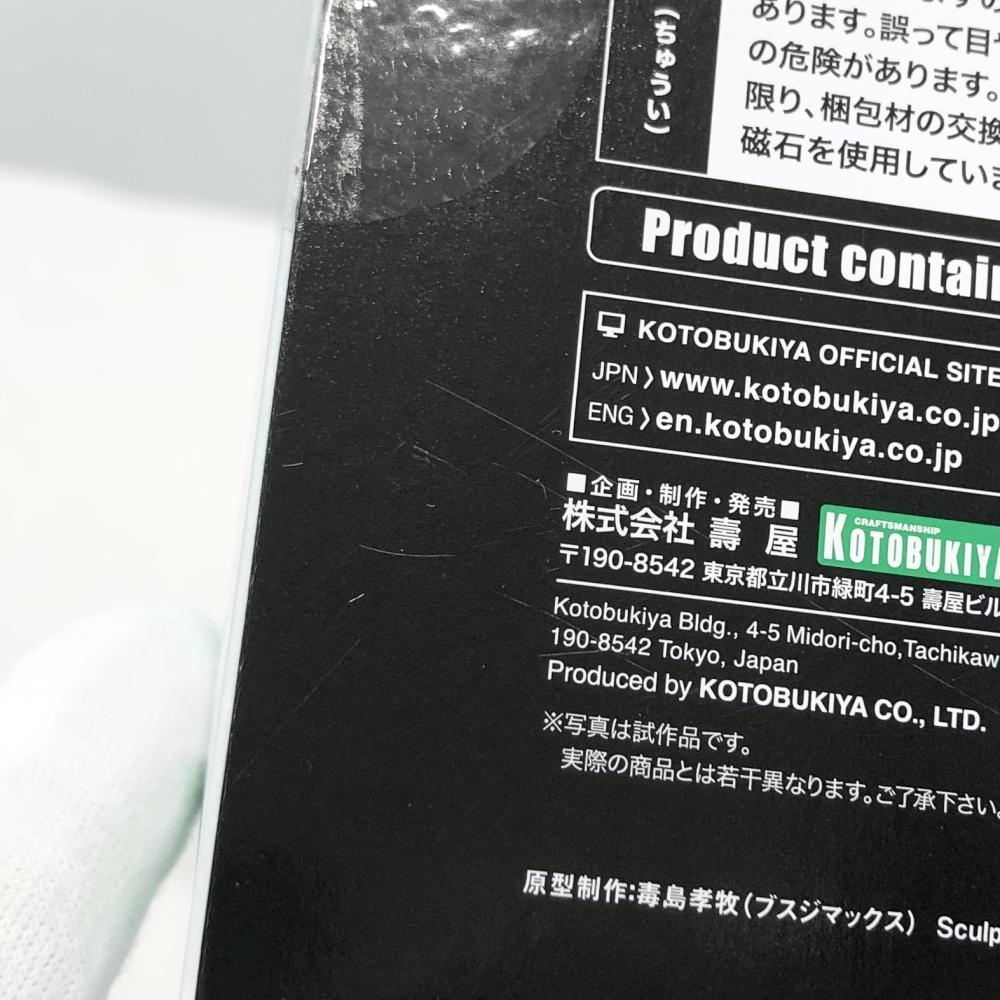 (ちゅうい)
あります。誤って目
の危険があります。
限り、梱包材の交換
磁石を使用していま
Product contain
KOTOBUKIYA OFFICIAL SITE
JPN〉www.kotobukiya.co.jp
ENG〉en.kotobukiya.co.jp
■企画・制作・発売■
株式会社 壽 屋
CRAFTSMANSHIP
KOTOBUKIYA
〒190-8542 東京都立川市緑町4-5 壽屋ビル
Kotobukiya Bldg., 4-5 Midori-cho,Tachikaw
190-8542 Tokyo, Japan
Produced by KOTOBUKIYA CO., LTD.
※写真は試作品です。
実際の商品とは若干異なります。ご了承下さい。
原型制作:毒島孝牧(ブスジマックス) Sculp